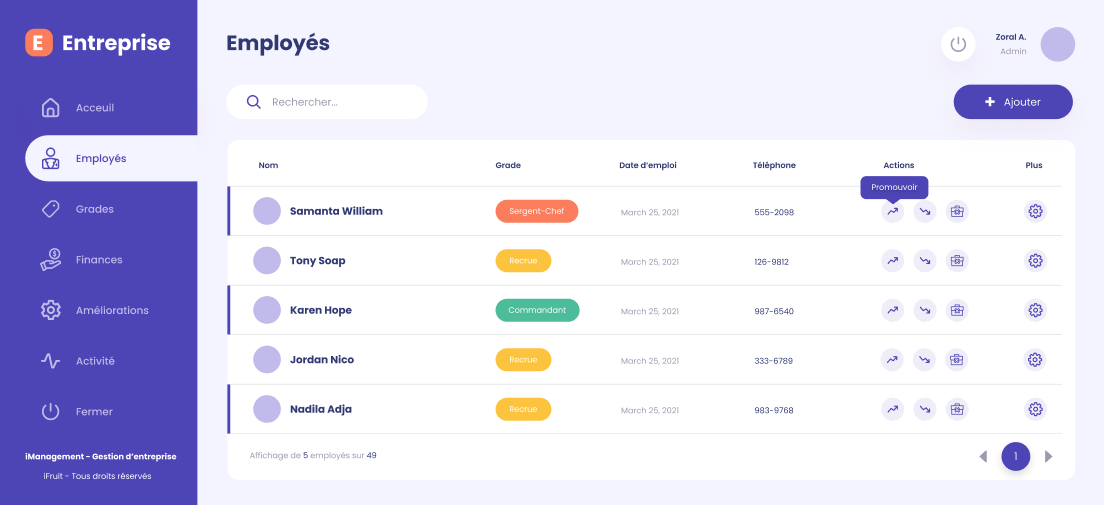 E Entreprise
Acceuil
Employés
Grades
Finances
Améliorations
Activité
Fermer
iManagement - Gestion d'entreprise
iFruit - Tous droits réservés
Employés
Zoral A.
Admin
Rechercher...
+ Ajouter
Nom Grade Date d'emploi Téléphone Actions Plus
Promouvoir
Samanta William Sergent-Chef March 25, 2021 555-2098
Tony Soap Recrue March 25, 2021 126-9812
Karen Hope Commandant March 25, 2021 987-6540
Jordan Nico Recrue March 25, 2021 333-6789
Nadila Adja Recrue March 25, 2021 983-9768
Affichage de 5 employés sur 49
1